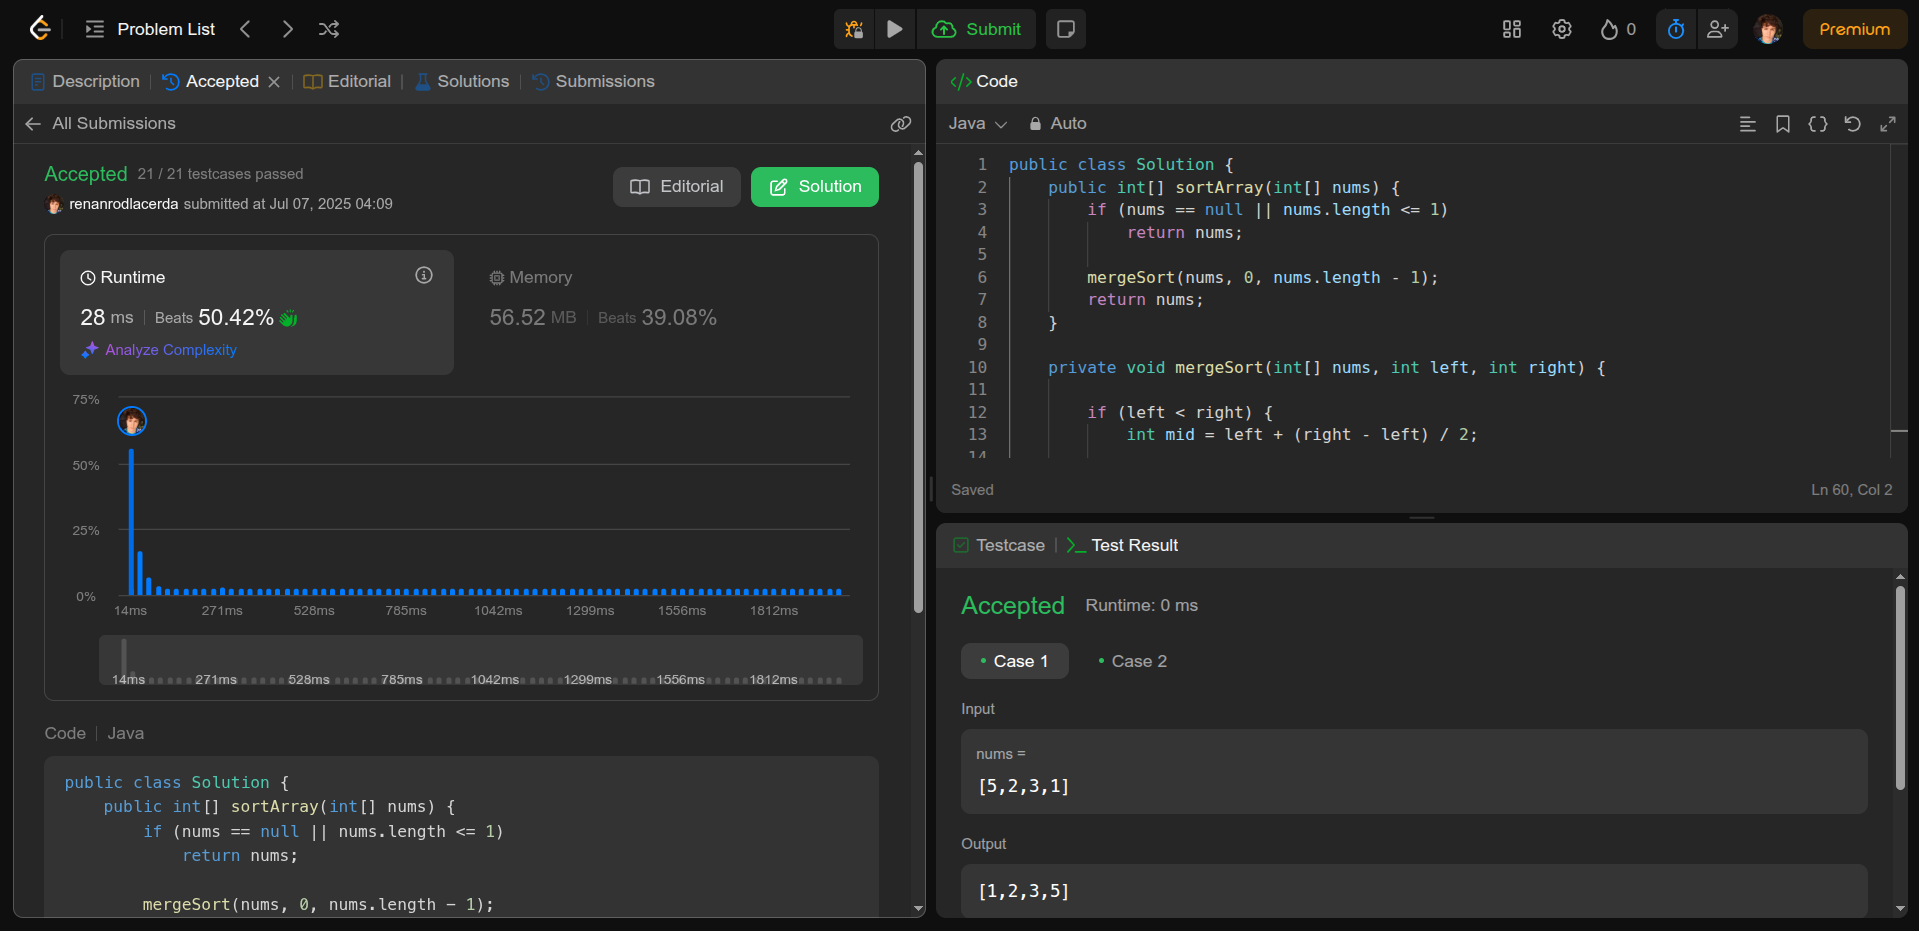 Problem List
Submit
0
Premium
Description
Accepted
Editorial
Solutions
Submissions
All Submissions
Accepted 21 / 21 testcases passed
renanrodlacerda submitted at Jul 07, 2025 04:09
Editorial
Solution
Runtime
28 ms Beats 50.42%
Analyze Complexity
Memory
56.52 MB Beats 39.08%
75%
50%
25%
0%
14ms 271ms 528ms 785ms 1042ms 1299ms 1556ms 1812ms
14ms 271ms 528ms 785ms 1042ms 1299ms 1556ms 1812ms
Code Java
public class Solution {
    public int[] sortArray(int[] nums) {
        if (nums == null || nums.length <= 1)
            return nums;
        mergeSort(nums, 0, nums.length - 1);
Code
Java Auto
1 public class Solution {
2     public int[] sortArray(int[] nums) {
3         if (nums == null || nums.length <= 1)
4             return nums;
5
6         mergeSort(nums, 0, nums.length - 1);
7         return nums;
8     }
9
10     private void mergeSort(int[] nums, int left, int right) {
11
12         if (left < right) {
13             int mid = left + (right - left) / 2;
14
Saved Ln 60, Col 2
Testcase
Test Result
Accepted Runtime: 0 ms
Case 1
Case 2
Input
nums =
[5,2,3,1]
Output
[1,2,3,5]